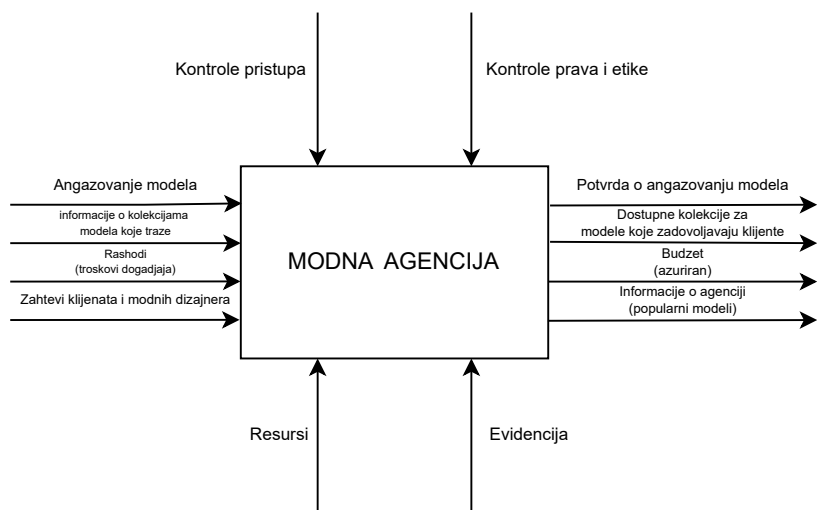 Kontrole pristupa
Kontrole prava i etike
Angazovanje modela
informacije o kolekcijama
modela koje traze
Rashodi
(troskovi dogadjaja)
Zahtevi klijenata i modnih dizajnera
MODNA AGENCIJA
Potvrda o angazovanju modela
Dostupne kolekcije za
modele koje zadovoljavaju klijente
Budzet
(azuriran)
Informacije o agenciji
(popularni modeli)
Resursi
Evidencija